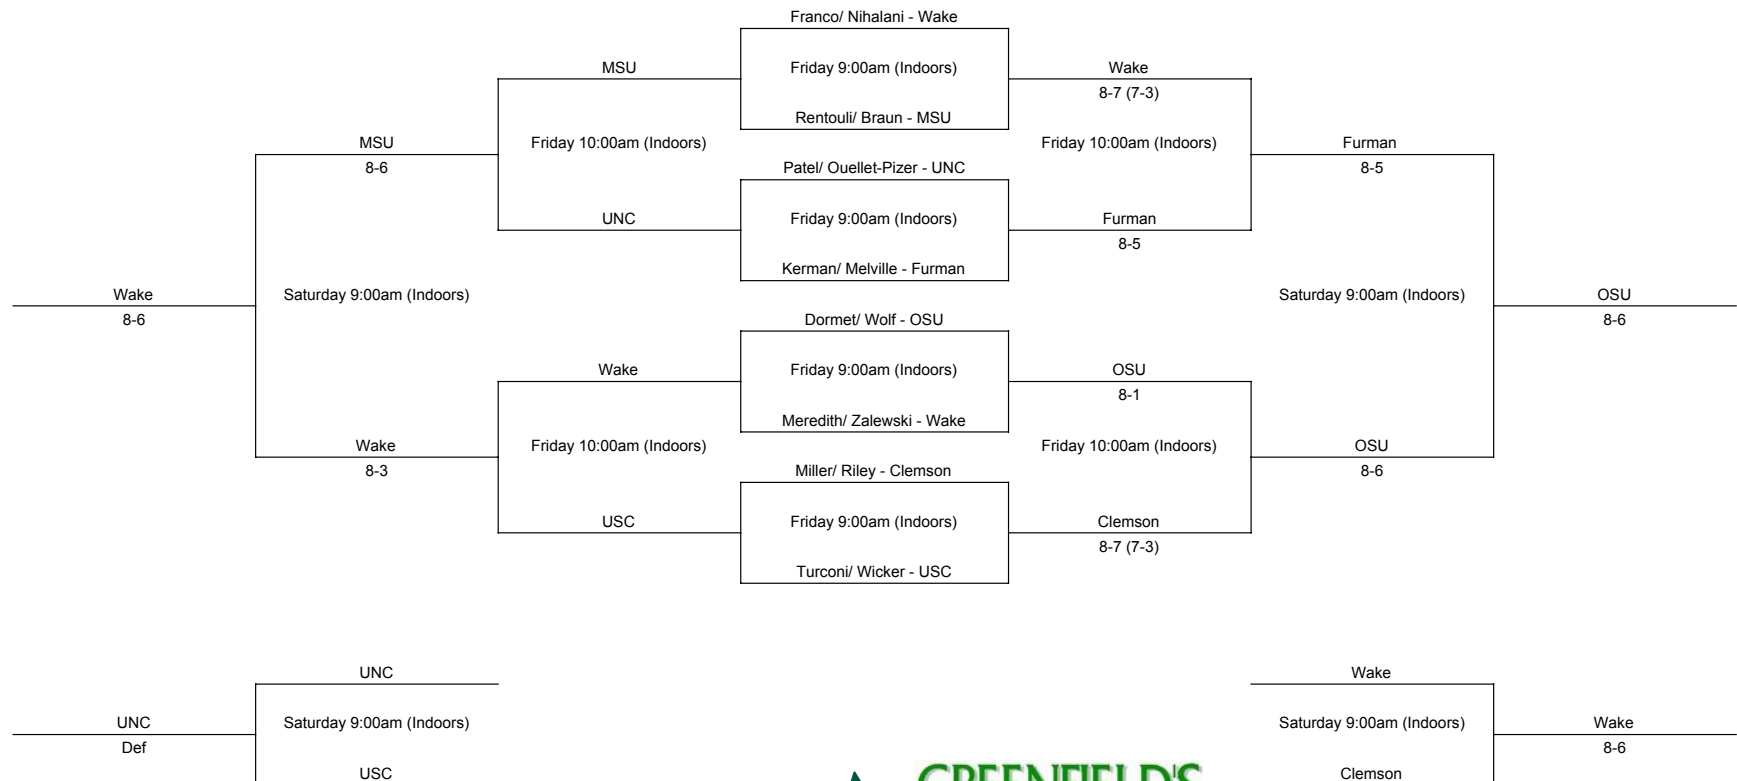 Franco/ Nihalani - Wake
MSU
Friday 9:00am (Indoors)
Wake
8-7 (7-3)
Rentouli/ Braun - MSU
MSU
8-6
Friday 10:00am (Indoors)
Friday 10:00am (Indoors)
Furman
8-5
Patel/ Ouellet-Pizer - UNC
UNC
Friday 9:00am (Indoors)
Furman
8-5
Kerman/ Melville - Furman
Wake
8-6
Saturday 9:00am (Indoors)
Saturday 9:00am (Indoors)
OSU
8-6
Dormet/ Wolf - OSU
Wake
Friday 9:00am (Indoors)
OSU
8-1
Meredith/ Zalewski - Wake
Wake
8-3
Friday 10:00am (Indoors)
Friday 10:00am (Indoors)
OSU
8-6
Miller/ Riley - Clemson
USC
Friday 9:00am (Indoors)
Clemson
8-7 (7-3)
Turconi/ Wicker - USC
UNC
Wake
UNC
Def
Saturday 9:00am (Indoors)
Saturday 9:00am (Indoors)
Wake
8-6
USC
GREENFIELD'S
Clemson